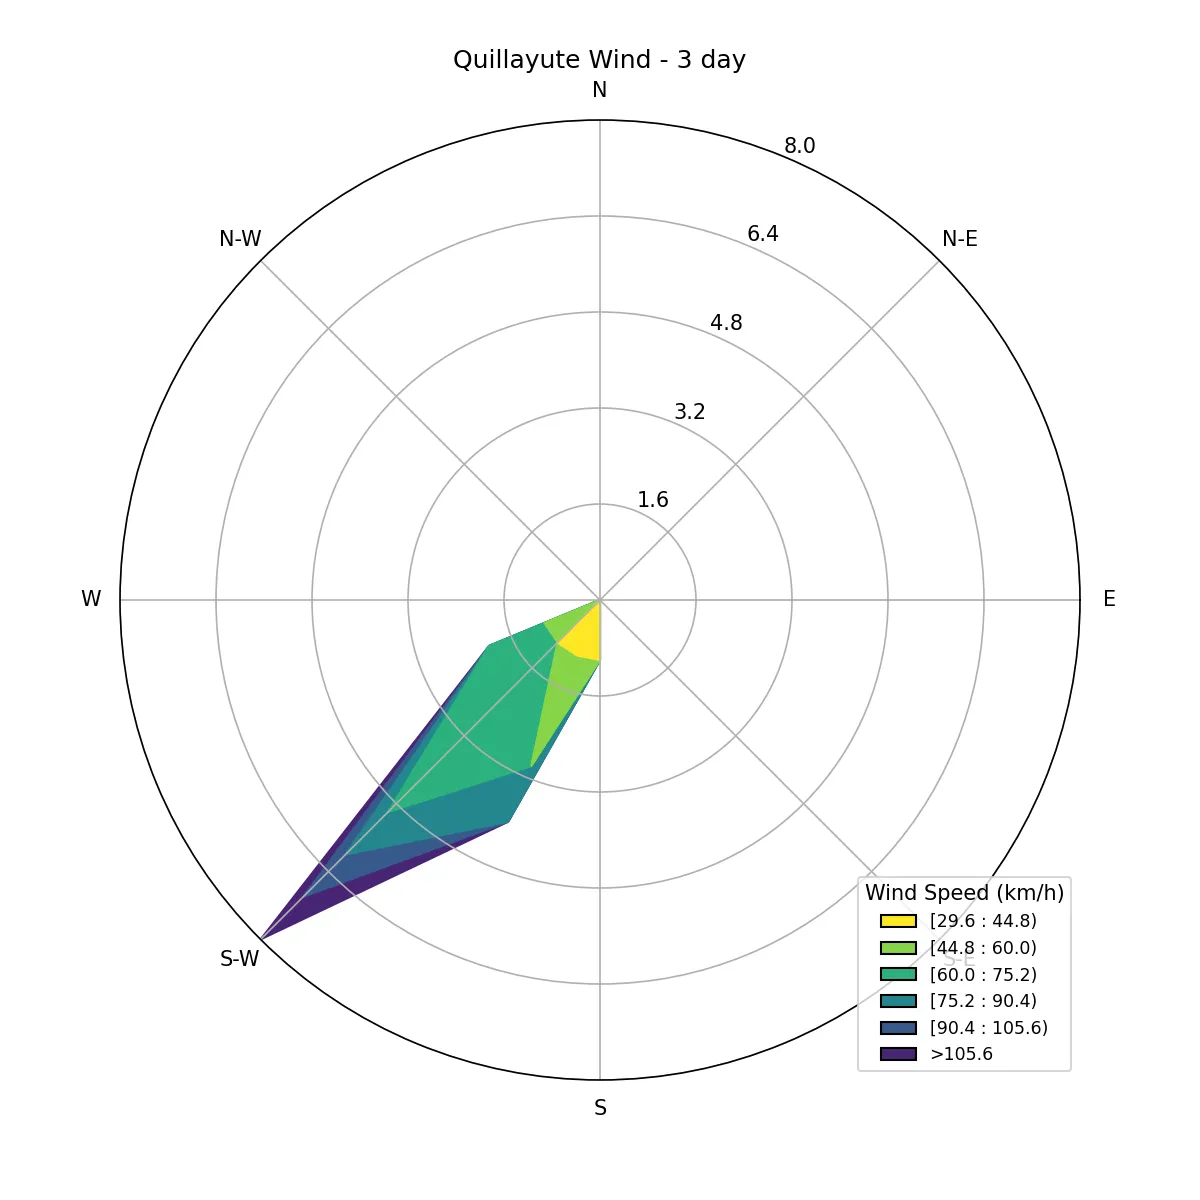 Quillayute Wind - 3 day
N
8.0
N-W
6.4
N-E
4.8
3.2
1.6
W
E
S-W
S-E
S
Wind Speed (km/h)
[29.6 : 44.8)
[44.8 : 60.0)
[60.0 : 75.2)
[75.2 : 90.4)
[90.4 : 105.6)
>105.6